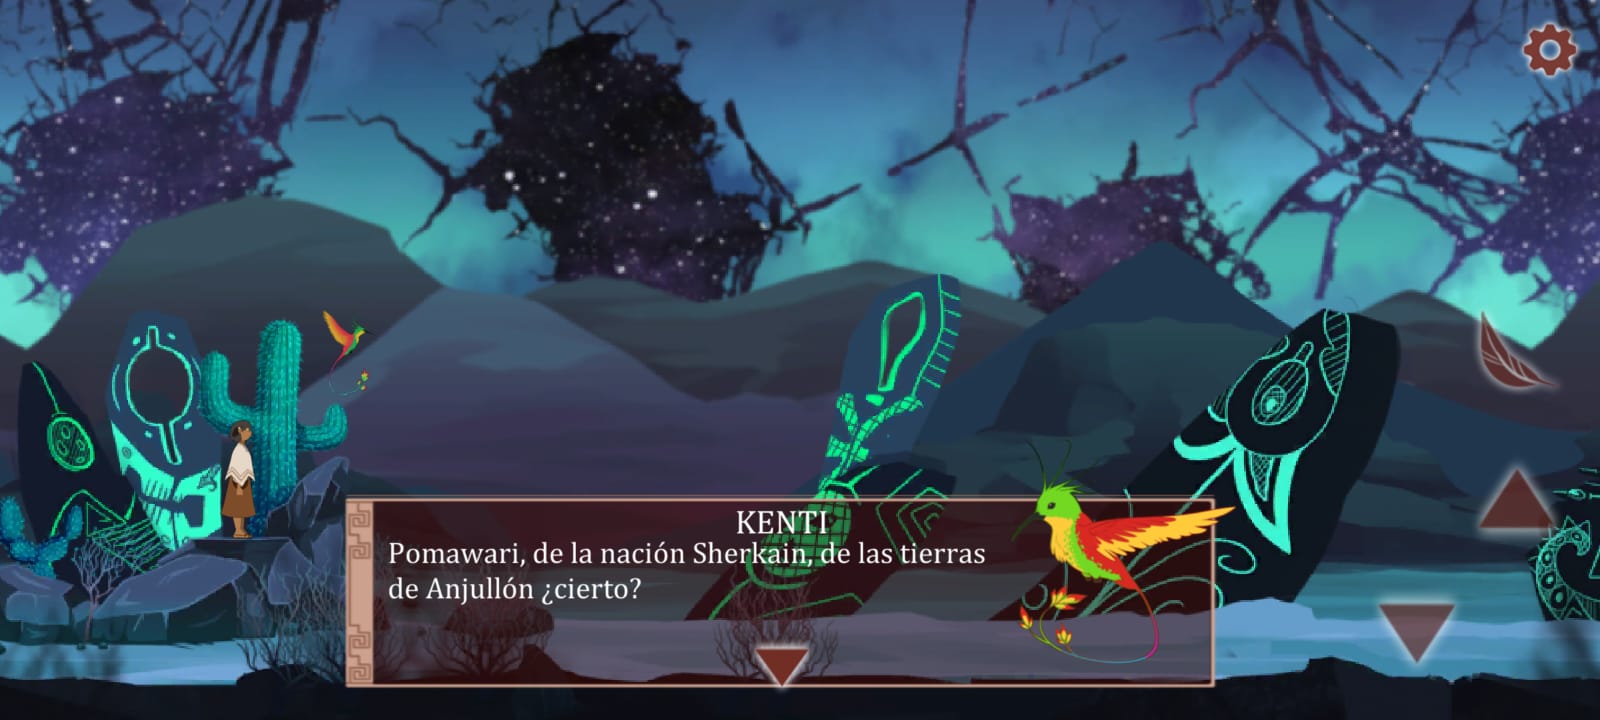 KENTI
Pomawari, de la nación Sherkain, de las tierras
de Anjullón ¿cierto?